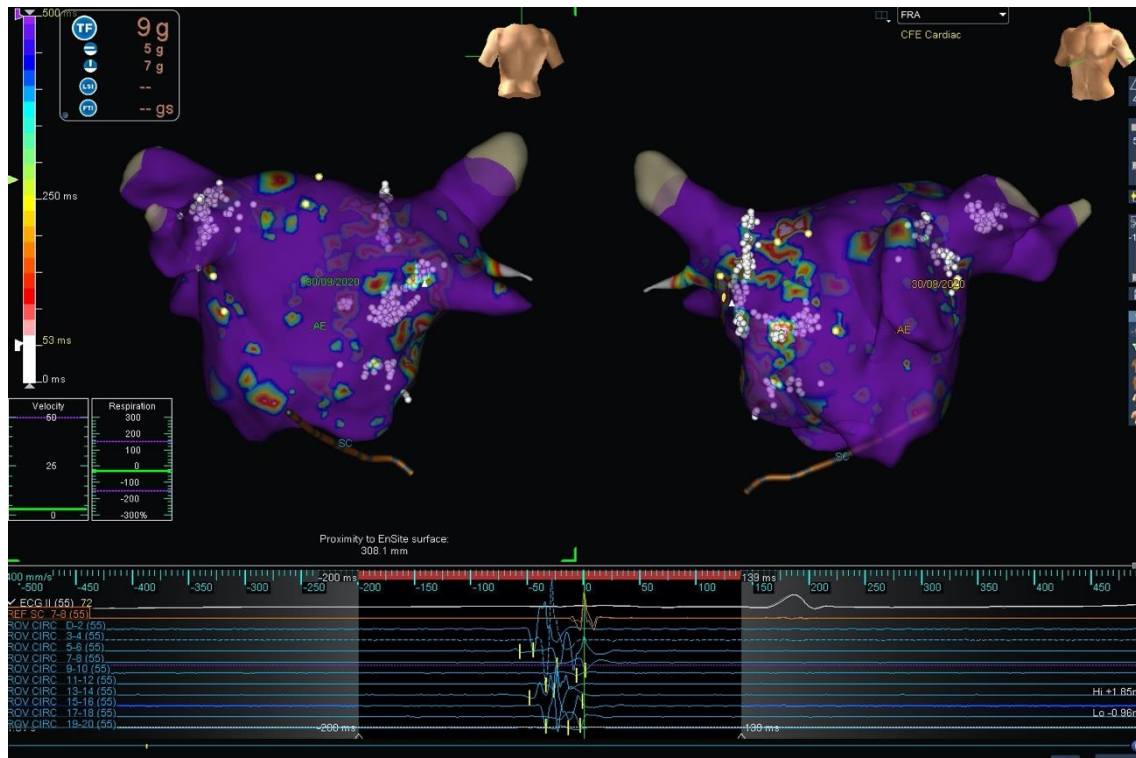 500 ms
TF 9 g
5 g
7 g
LSI --
FTI -- gs
FRA
CFE Cardiac
250 ms
53 ms
0 ms
30/09/2020
AE
SC
30/09/2020
AE
SC
Velocity
50
25
0
Respiration
300
200
100
0
-100
-200
-300%
Proximity to EnSite surface:
308.1 mm
400 mm/s
-500 -450 -400 -350 -300 -250 -200 ms -150 -100 -50 0 50 100 139 ms 200 250 300 350 400 450
ECG II (55) 72
REF SC 7-8 (55)
ROV CIRC D-2 (55)
ROV CIRC 3-4 (55)
ROV CIRC 5-6 (55)
ROV CIRC 7-8 (55)
ROV CIRC 9-10 (55)
ROV CIRC 11-12 (55)
ROV CIRC 13-14 (55)
ROV CIRC 15-16 (55)
ROV CIRC 17-18 (55)
ROV CIRC 19-20 (55)
Hi +1.85
Lo -0.96
-200 ms
139 ms